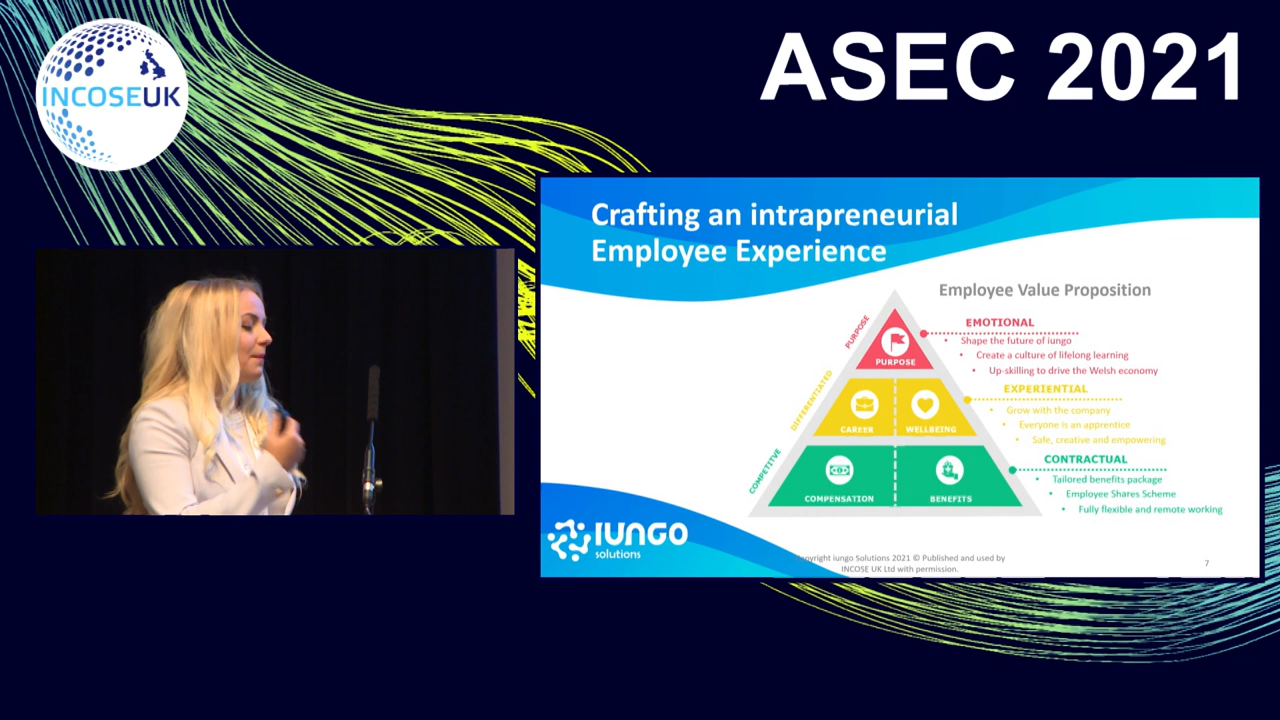 INCOSEUK
ASEC 2021
Crafting an intrapreneurial
Employee Experience
Employee Value Proposition
PURPOSE
DIFFERENTIATED
COMPETITVE
PURPOSE
CAREER
WELLBEING
COMPENSATION
BENEFITS
EMOTIONAL
• Shape the future of iungo
• Create a culture of lifelong learning
• Up-skilling to drive the Welsh economy
EXPERIENTIAL
• Grow with the company
• Everyone is an apprentice
• Safe, creative and empowering
CONTRACTUAL
• Tailored benefits package
• Employee Shares Scheme
• Fully flexible and remote working
IUNGO
solutions
iungo Solutions 2021 © Published and used by
INCOSE UK Ltd with permission.
7